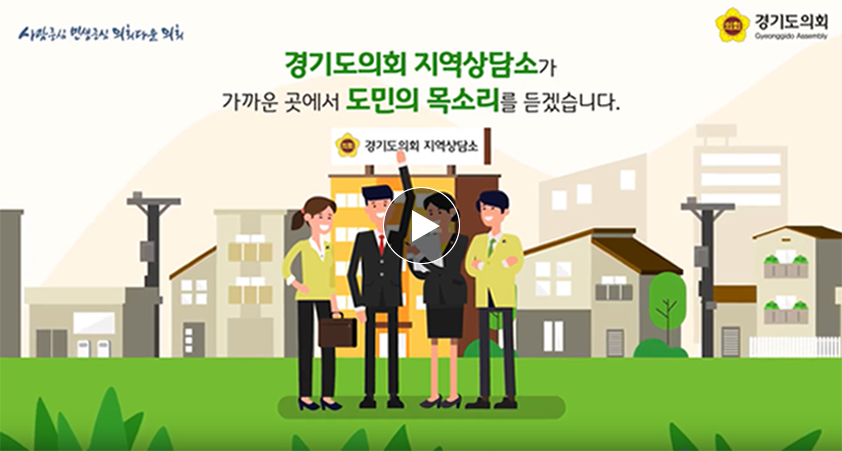 사람중심 민생중심 의회다운 의회
의회
경기도의회
Gyeonggido Assembly
경기도의회 지역상담소가
가까운 곳에서 도민의 목소리를 듣겠습니다.
의회
경기도의회 지역상담소